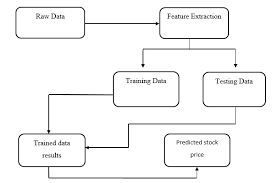 Raw Data
Feature Extraction
Training Data
Testing Data
Trained data
results
Predicted stock
price